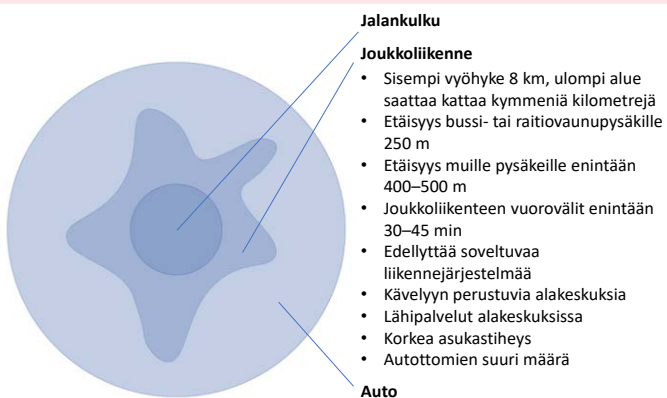 Jalankulku
Joukkoliikenne
• Sisempi vyöhyke 8 km, ulompi alue
saattaa kattaa kymmeniä kilometrejä
• Etäisyys bussi- tai raitiovaunupysäkille
250 m
• Etäisyys muille pysäkeille enintään
400–500 m
• Joukkoliikenteen vuorovälit enintään
30–45 min
• Edellyttää soveltuvaa
liikennejärjestelmää
• Kävelyyn perustuvia alakeskuksia
• Lähipalvelut alakeskuksissa
• Korkea asukastiheys
• Autottomien suuri määrä
Auto